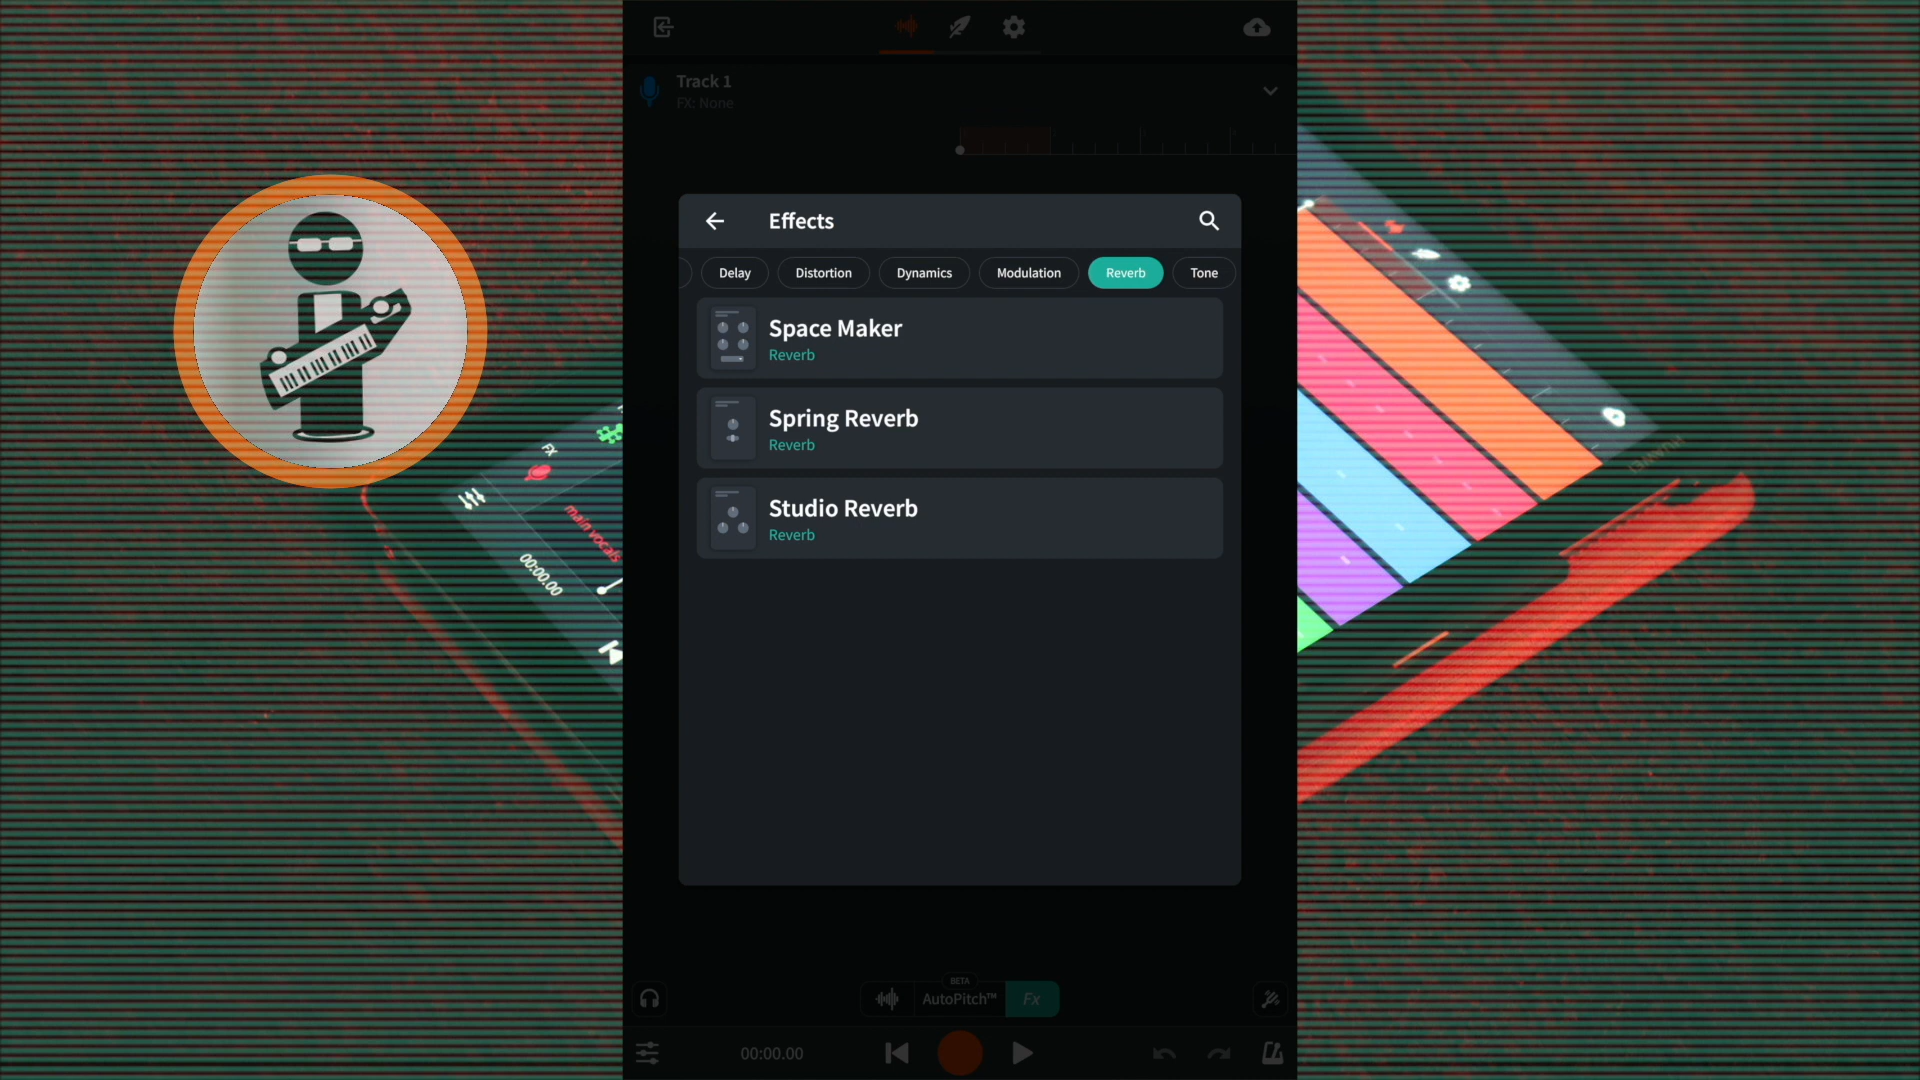 Track 1
FX: None
Effects
Delay
Distortion
Dynamics
Modulation
Reverb
Tone
Space Maker
Reverb
Spring Reverb
Reverb
Studio Reverb
Reverb
FX
main vocals
00:00.00
HUAWEI
BETA
AutoPitch™
Fx
00:00.00